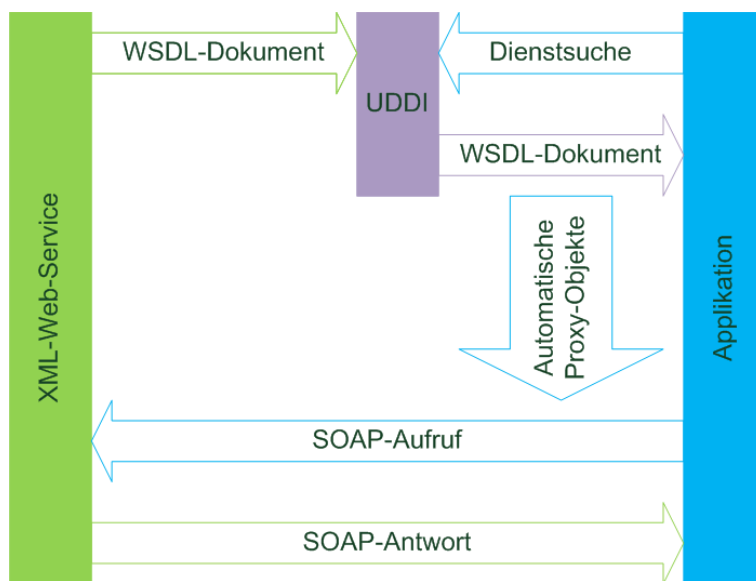 WSDL-Dokument
Dienstsuche
UDDI
WSDL-Dokument
XML-Web-Service
Automatische
Proxy-Objekte
Applikation
SOAP-Aufruf
SOAP-Antwort